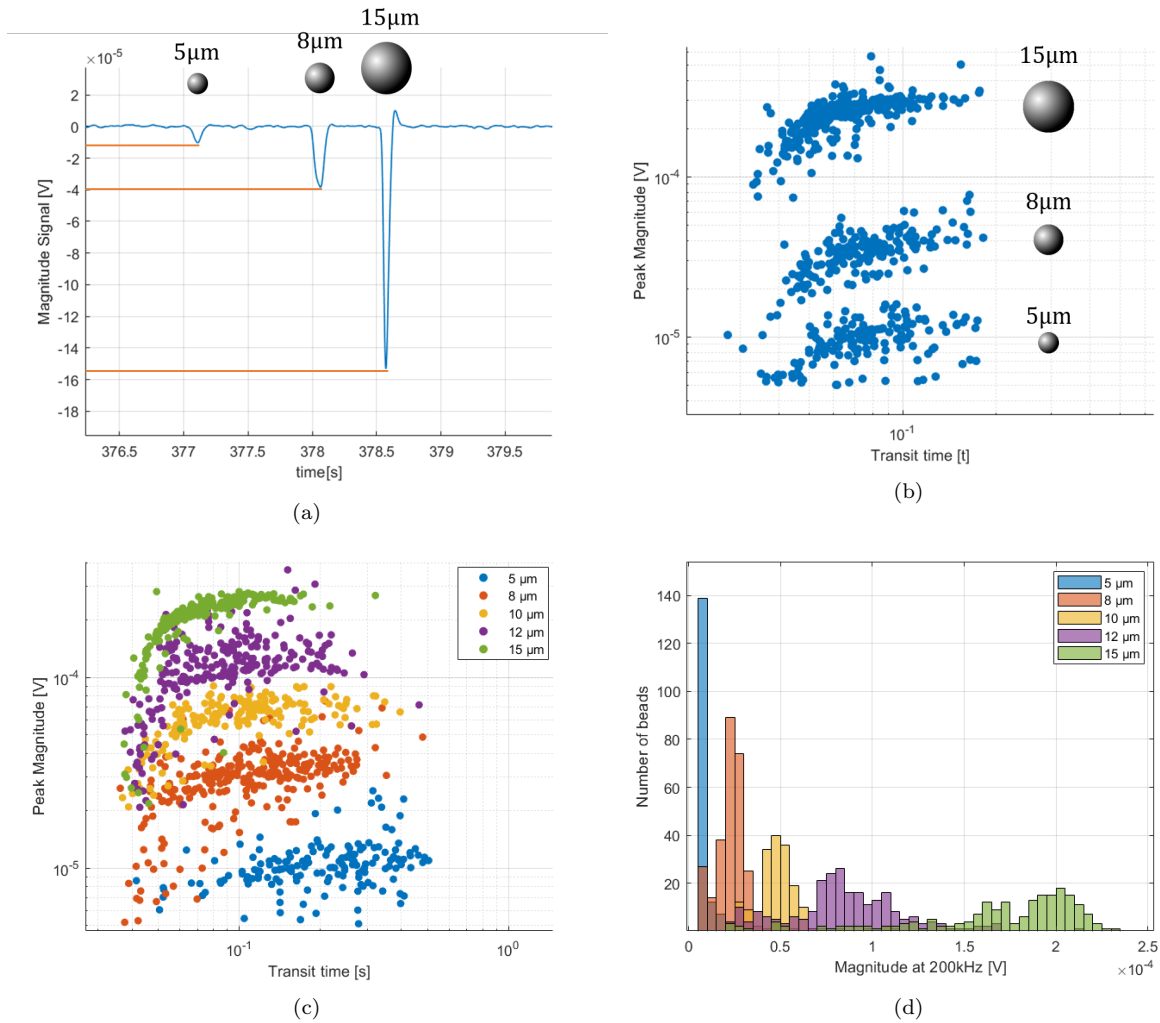 15μm
8μm
5μm
×10⁻⁵
2
0
-2
-4
-6
-8
-10
-12
-14
-16
-18
Magnitude Signal [V]
376.5 377 377.5 378 378.5 379 379.5
time[s]
(a)
15μm
8μm
5μm
10⁻⁴
10⁻⁵
Peak Magnitude [V]
10⁻¹
Transit time [t]
(b)
5 μm
8 μm
10 μm
12 μm
15 μm
10⁻⁴
10⁻⁵
Peak Magnitude [V]
10⁻¹ 10⁰
Transit time [s]
(c)
5 μm
8 μm
10 μm
12 μm
15 μm
140
120
100
80
60
40
20
Number of beads
0 0.5 1 1.5 2 2.5
Magnitude at 200kHz [V]
×10⁻⁴
(d)